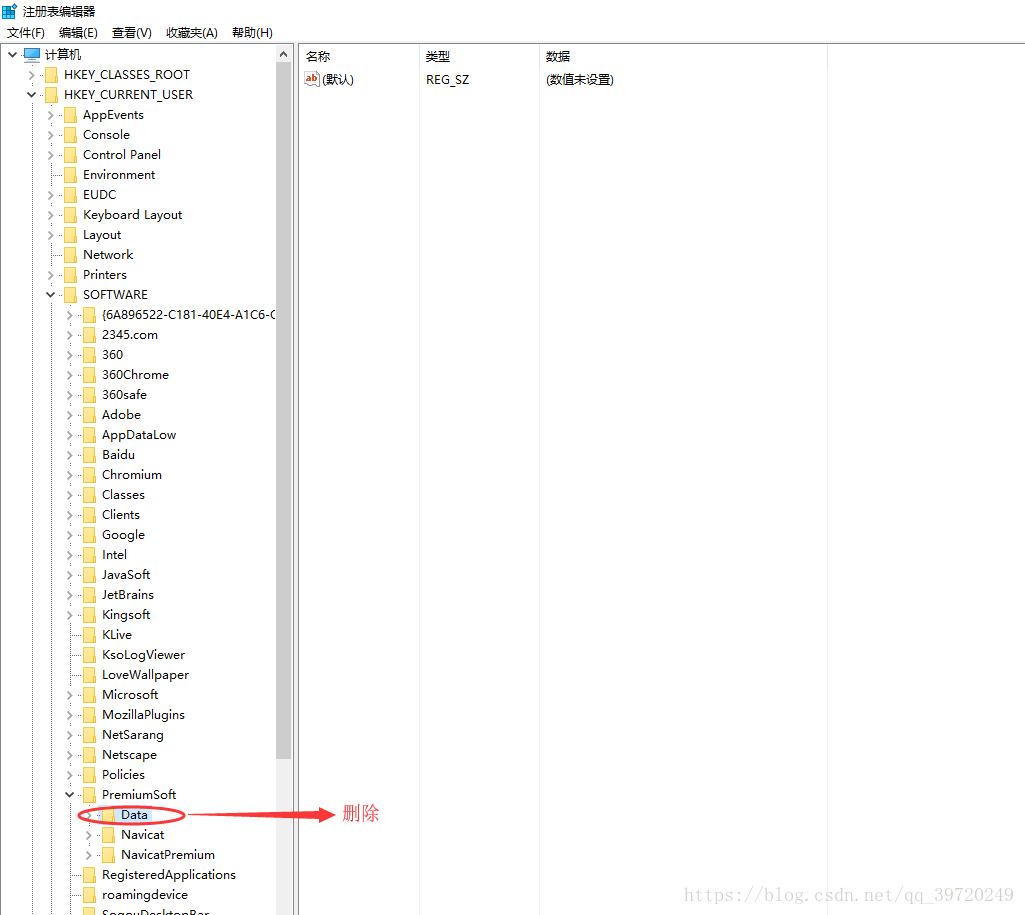 注册表编辑器
文件(F) 编辑(E) 查看(V) 收藏夹(A) 帮助(H)
计算机
HKEY_CLASSES_ROOT
HKEY_CURRENT_USER
AppEvents
Console
Control Panel
Environment
EUDC
Keyboard Layout
Layout
Network
Printers
SOFTWARE
{6A896522-C181-40E4-A1C6-
2345.com
360
360Chrome
360safe
Adobe
AppDataLow
Baidu
Chromium
Classes
Clients
Google
Intel
JavaSoft
JetBrains
Kingsoft
KLive
KsoLogViewer
LoveWallpaper
Microsoft
MozillaPlugins
NetSarang
Netscape
Policies
PremiumSoft
Data
Navicat
NavicatPremium
RegisteredApplications
roamingdevice
SogouDesktopBar
名称 类型 数据
ab (默认) REG_SZ (数值未设置)
删除
https://blog.csdn.net/qq_39720249